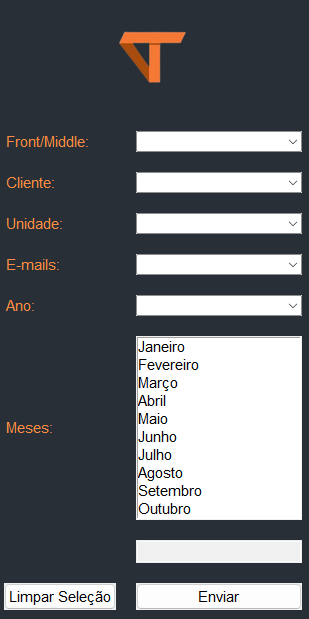 Front/Middle:
Cliente:
Unidade:
E-mails:
Ano:
Meses:
Janeiro
Fevereiro
Março
Abril
Maio
Junho
Julho
Agosto
Setembro
Outubro
Limpar Seleção
Enviar